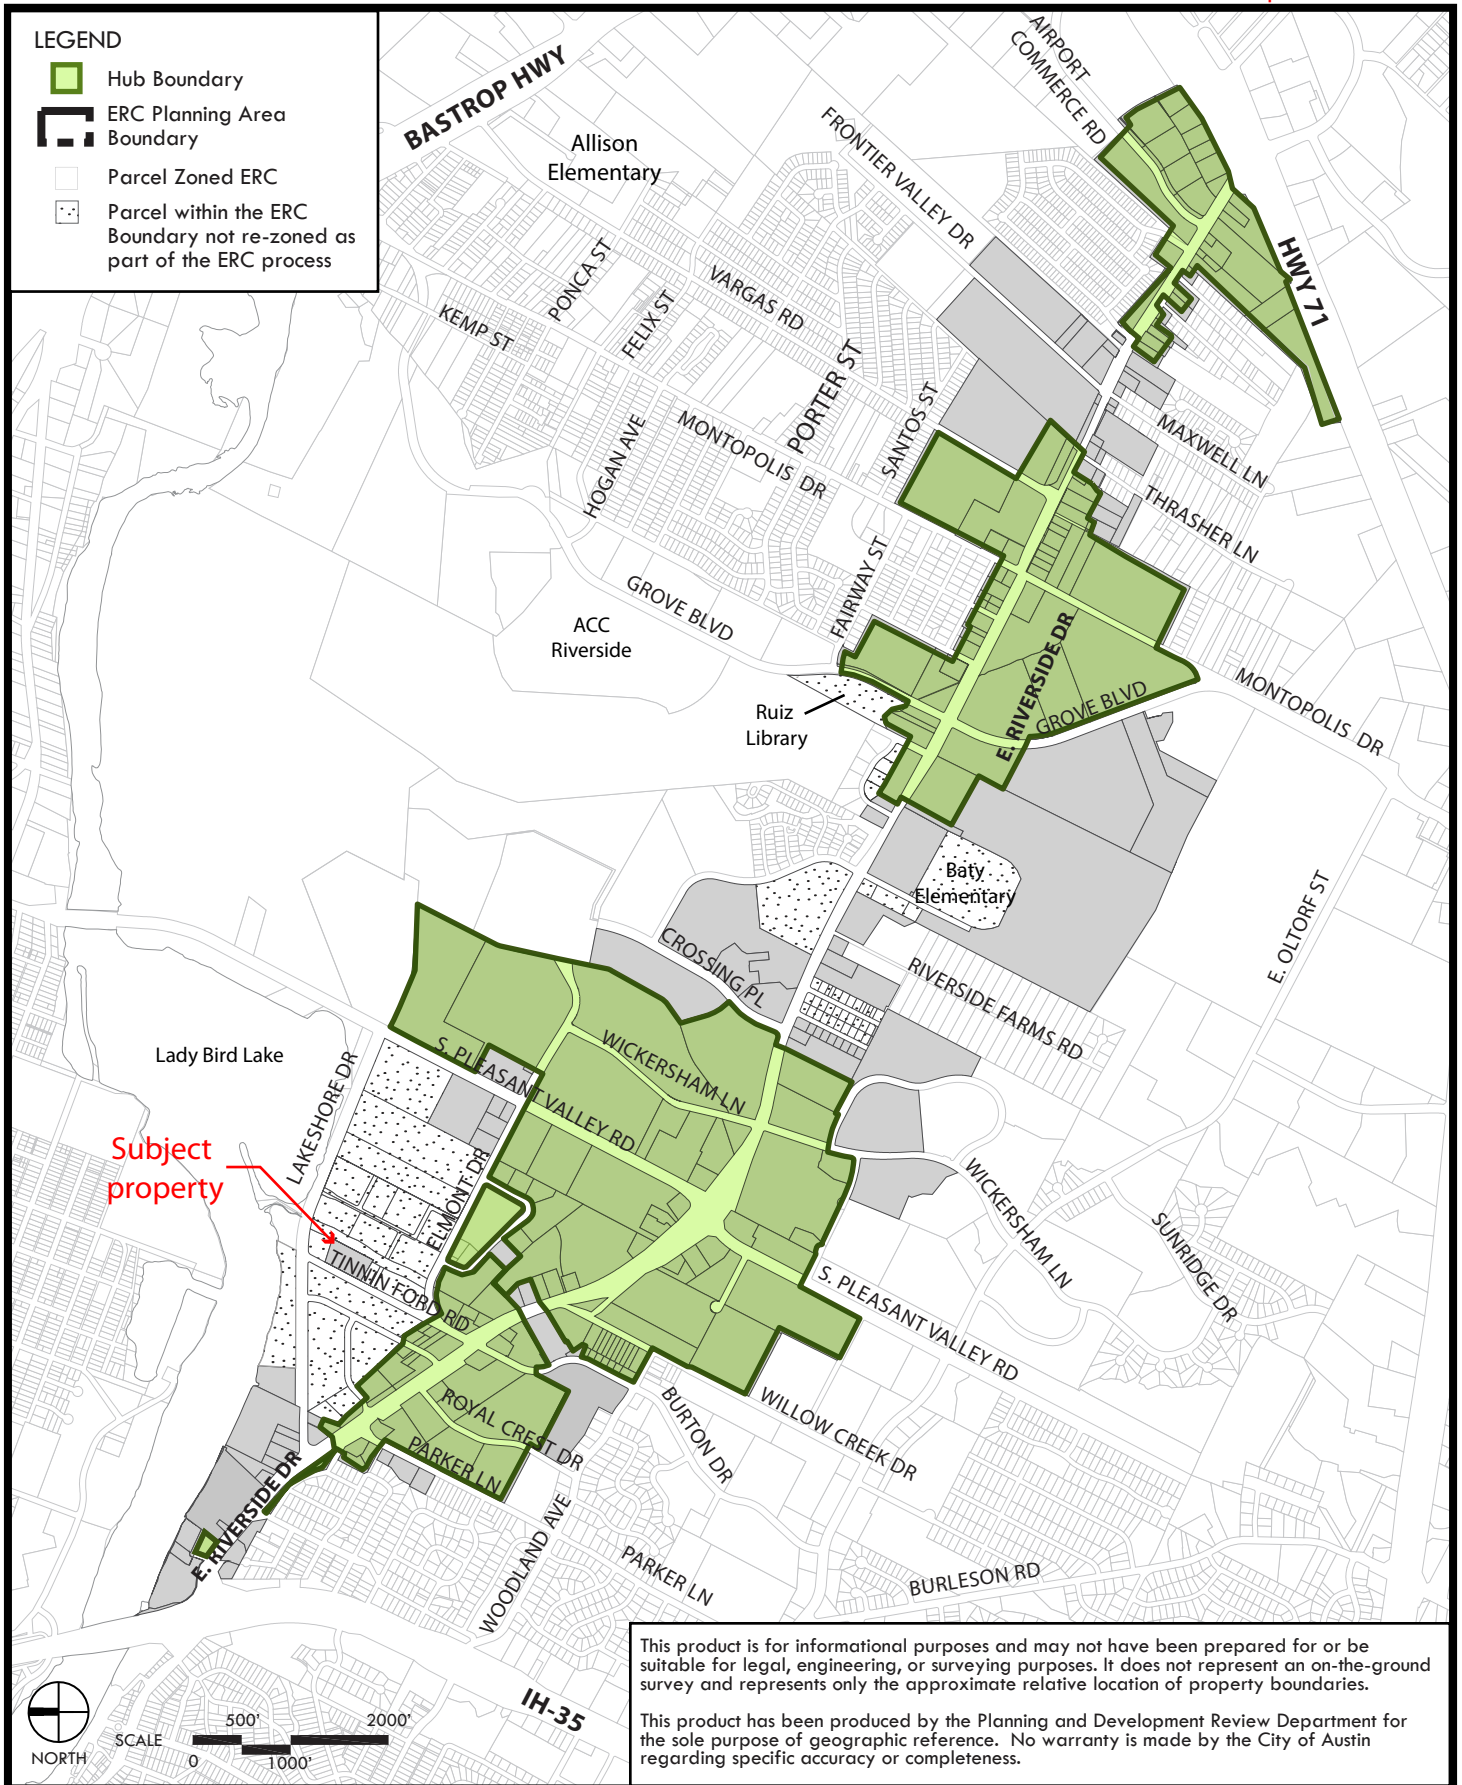 LEGEND
Hub Boundary
ERC Planning Area
Boundary
Parcel Zoned ERC
Parcel within the ERC
Boundary not re-zoned as
part of the ERC process
BASTROP HWY
Allison
Elementary
AIRPORT
COMMERCE RD
FRONTIER VALLEY DR
HWY 71
PONCA ST
VARGAS RD
KEMP ST
FELIX ST
PORTER ST
SANTOS ST
MONTOPOLIS DR
HOGAN AVE
MAXWELL LN
THRASHER LN
FAIRWAY ST
GROVE BLVD
ACC
Riverside
E. RIVERSIDE DR
GROVE BLVD
MONTOPOLIS DR
Ruiz
Library
Baty
Elementary
E. OLTORF ST
CROSSING PL
RIVERSIDE FARMS RD
Lady Bird Lake
LAKESHORE DR
S. PLEASANT VALLEY RD
WICKERSHAM LN
Subject
property
ELMONT DR
WICKERSHAM LN
SUNRIDGE DR
TINNIN FORD RD
S. PLEASANT VALLEY RD
ROYAL CREST DR
BURTON DR
WILLOW CREEK DR
PARKER LN
E. RIVERSIDE DR
WOODLAND AVE
PARKER LN
BURLESON RD
IH-35
NORTH
SCALE
500'
2000'
0
1000'
This product is for informational purposes and may not have been prepared for or be
suitable for legal, engineering, or surveying purposes. It does not represent an on-the-ground
survey and represents only the approximate relative location of property boundaries.
This product has been produced by the Planning and Development Review Department for
the sole purpose of geographic reference. No warranty is made by the City of Austin
regarding specific accuracy or completeness.